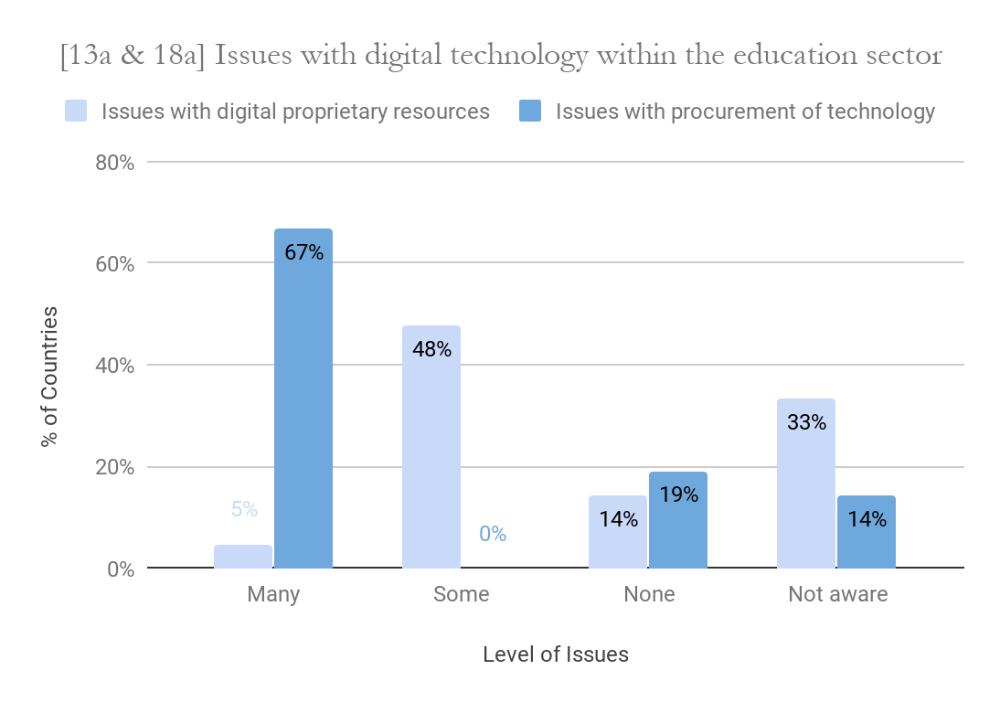 [13a & 18a] Issues with digital technology within the education sector
Issues with digital proprietary resources
Issues with procurement of technology
80%
60%
40%
20%
0%
% of Countries
5%
67%
48%
0%
14%
19%
33%
14%
Many
Some
None
Not aware
Level of Issues